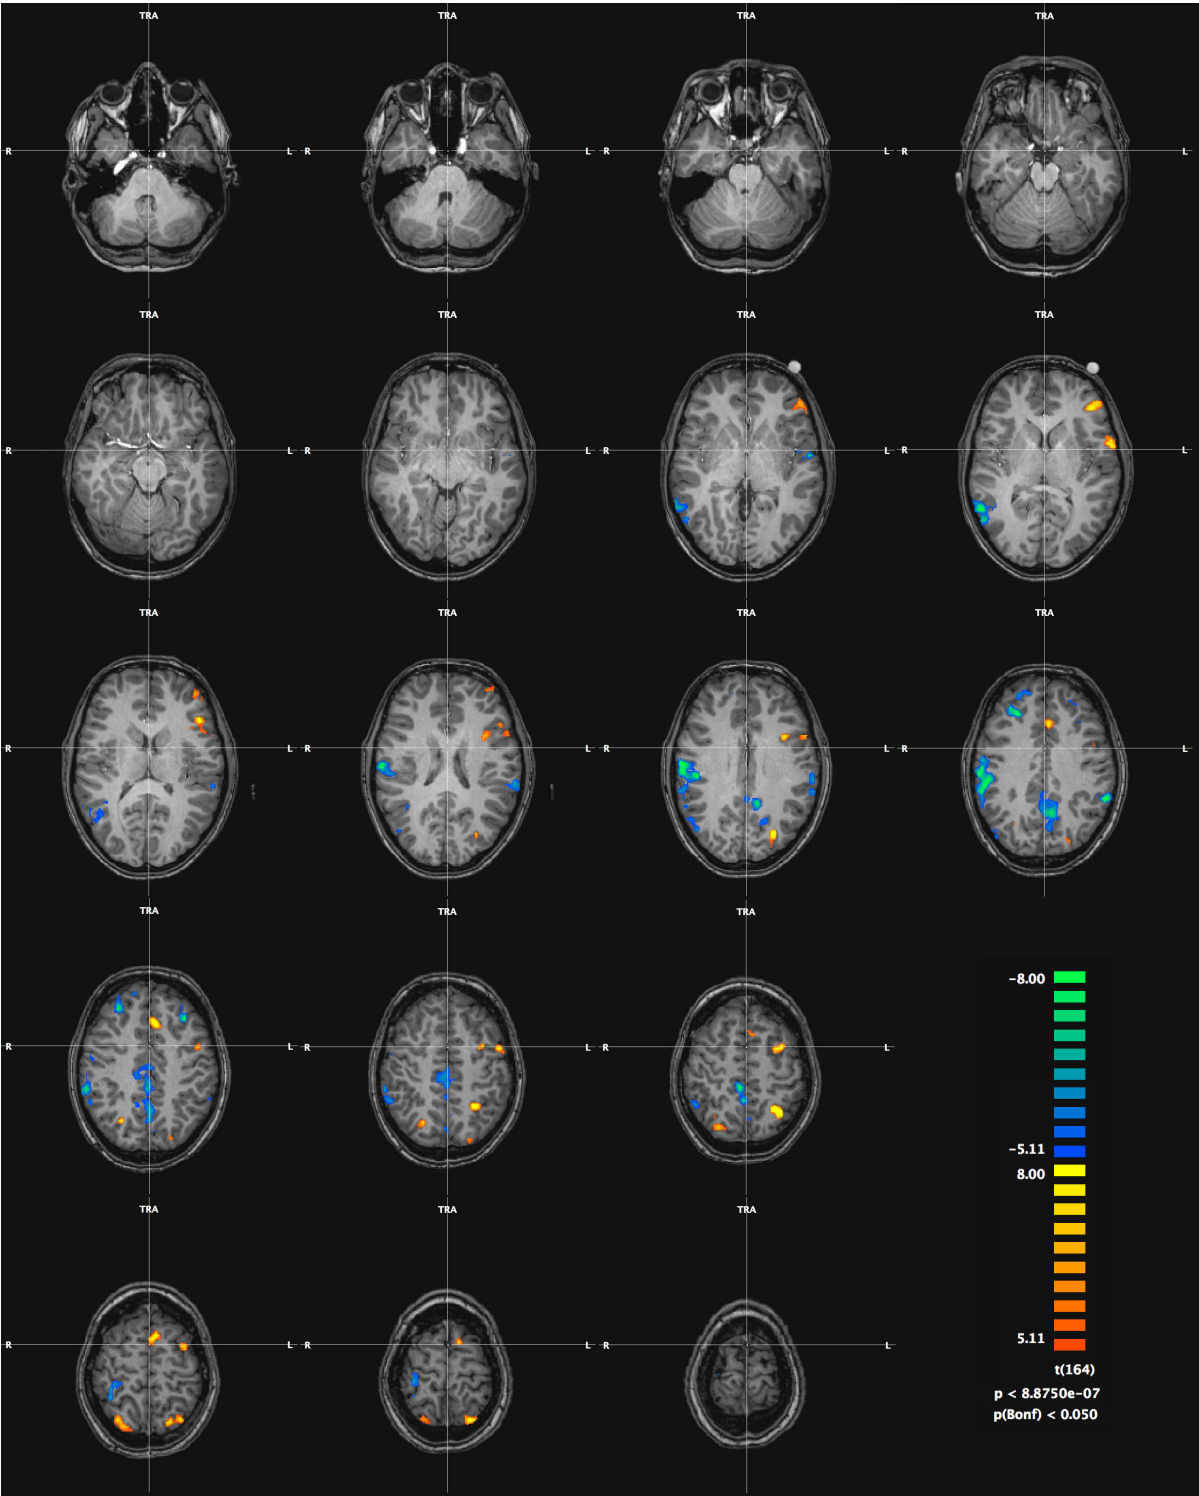 TRA TRA TRA TRA
R L R L R L R L
TRA TRA TRA TRA
R L R L R L R L
TRA TRA TRA TRA
R L R L R L R L
TRA TRA TRA
R L R L R L
−8.00
−5.11
8.00
5.11
t(164)
p < 8.8750e−07
p(Bonf) < 0.050
TRA TRA TRA
R L R L R L